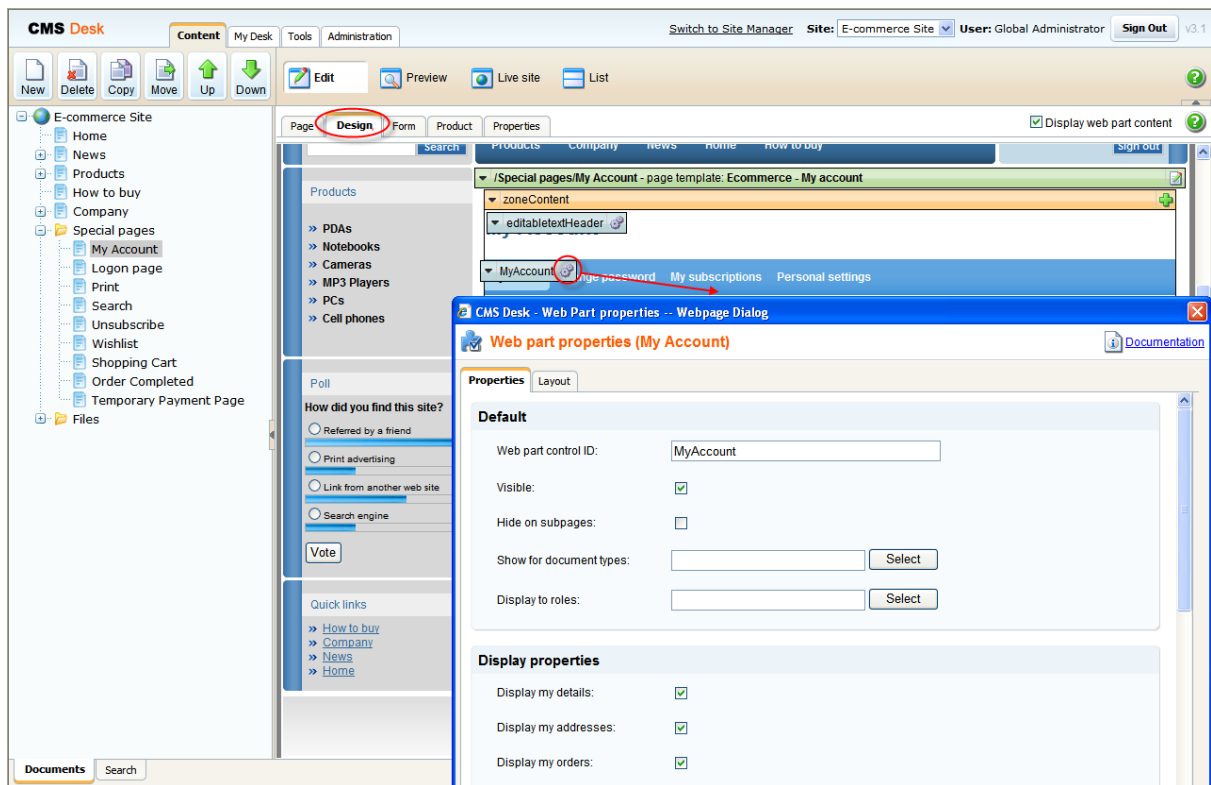 CMS Desk
Content
My Desk
Tools
Administration
Switch to Site Manager Site: E-commerce Site User: Global Administrator Sign Out v3.1
New
Delete
Copy
Move
Up
Down
Edit
Preview
Live site
List
E-commerce Site
Home
News
Products
How to buy
Company
Special pages
My Account
Logon page
Print
Search
Unsubscribe
Wishlist
Shopping Cart
Order Completed
Temporary Payment Page
Files
Documents
Search
Page
Design
Form
Product
Properties
Display web part content
Search
Products Company News Home How to buy
Sign out
Products
» PDAs
» Notebooks
» Cameras
» MP3 Players
» PCs
» Cell phones
Poll
How did you find this site?
Referred by a friend
Print advertising
Link from another web site
Search engine
Vote
Quick links
» How to buy
» Company
» News
» Home
/Special pages/My Account - page template: Ecommerce - My account
zoneContent
editabletextHeader
MyAccount
password My subscriptions Personal settings
CMS Desk - Web Part properties -- Webpage Dialog
Web part properties (My Account)
Documentation
Properties
Layout
Default
Web part control ID: MyAccount
Visible:
Hide on subpages:
Show for document types: Select
Display to roles: Select
Display properties
Display my details:
Display my addresses:
Display my orders: